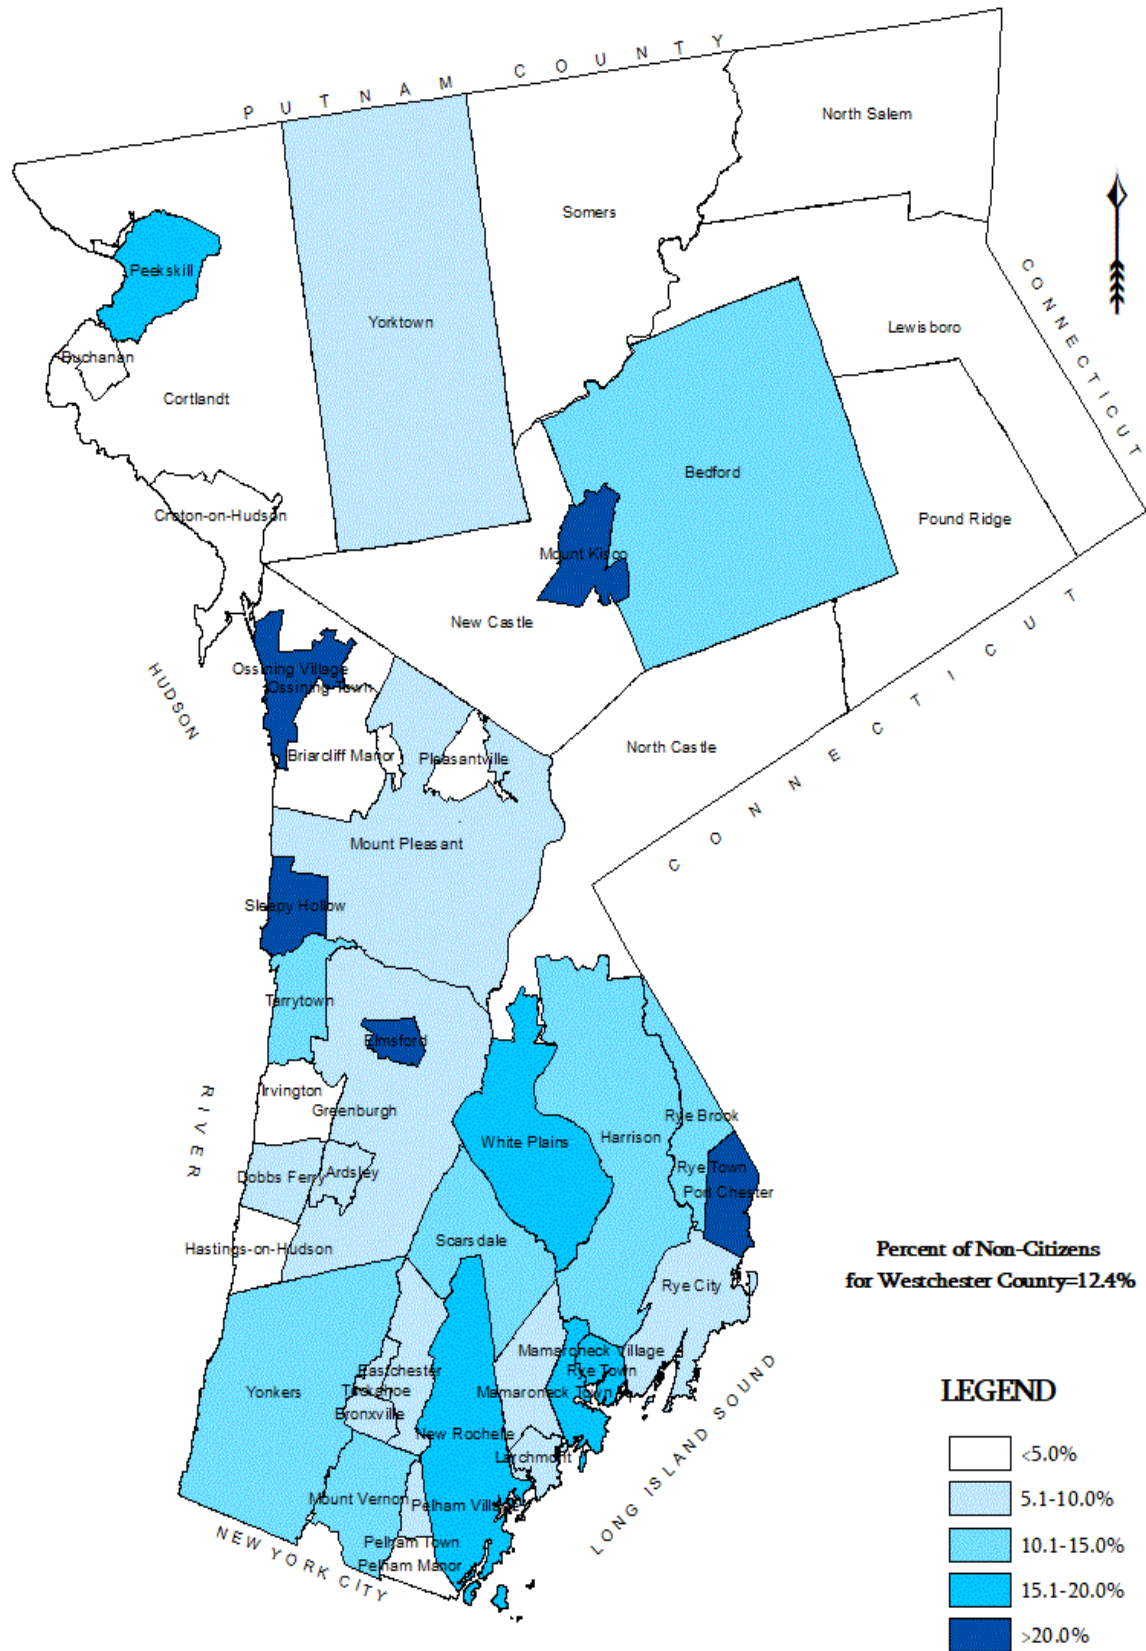 PUTNAM COUNTY
North Salem
Somers
Peekskill
Yorktown
CONNECTICUT
Lewisboro
Buchanan
Cortlandt
Bedford
Croton-on-Hudson
Pound Ridge
Mount Kisco
New Castle
Ossining Village
Ossining Town
HUDSON
North Castle
Briarcliff Manor
Pleasantville
CONNECTICUT
Mount Pleasant
Sleepy Hollow
Tarrytown
Elmsford
Irvington
Greenburgh
RIVER
Rye Brook
White Plains
Harrison
Dobbs Ferry
Ardsley
Rye Town
Port Chester
Scarsdale
Hastings-on-Hudson
Rye City
Percent of Non-Citizens
for Westchester County=12.4%
Mamaroneck Village
Eastchester
Rye Town
Yonkers
Tuckahoe
Mamaroneck Town
Bronxville
New Rochelle
Larchmont
LONG ISLAND SOUND
Mount Vernon
Pelham Village
Pelham Town
Pelham Manor
NEW YORK CITY
LEGEND
<5.0%
5.1-10.0%
10.1-15.0%
15.1-20.0%
>20.0%